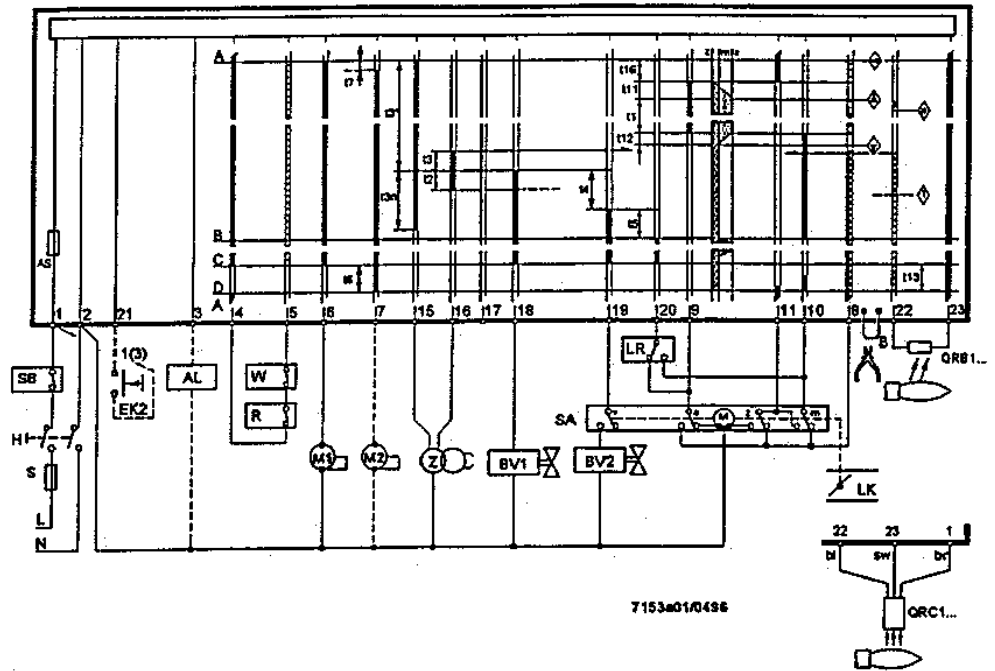 A
t7
t16
t11
t1
t12
t3
t4
t5
AS
B
C
D
A
t6
t13
1 2 21 3 4 5 6 7 15 16 17 18 19 20 9 11 10 8 22 23
1(3)
EK2
SB
H
S
L
N
AL
W
R
M1
M2
Z
BV1
BV2
LR
SA
v a M z m
LK
B
QRB1...
22 23 1
bl sw br
QRC1...
7153a01/0496